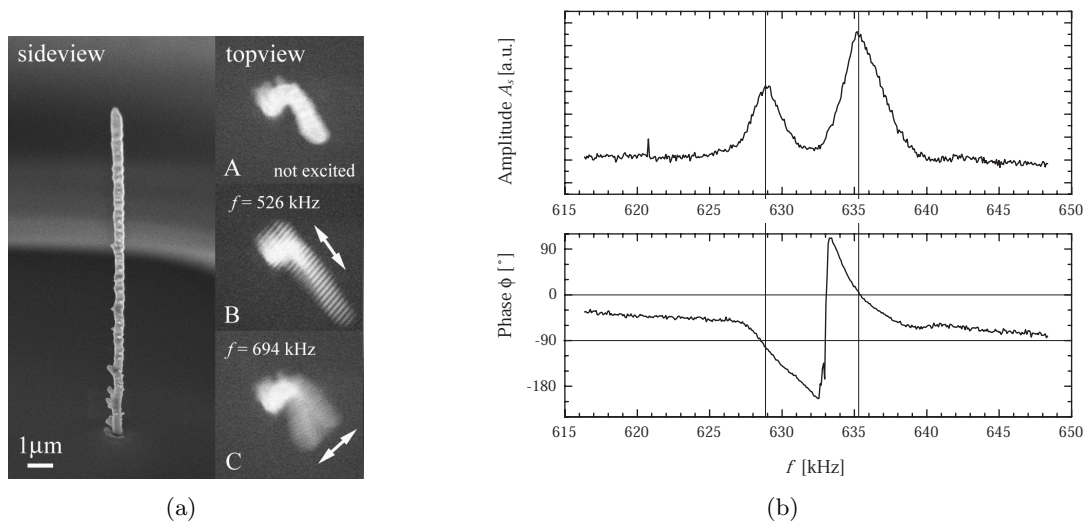 sideview
topview
A
not excited
f = 526 kHz
B
f = 694 kHz
C
1μm
(a)
Amplitude A_s [a.u.]
615 620 625 630 635 640 645 650
Phase ϕ [°]
90
0
-90
-180
615 620 625 630 635 640 645 650
f [kHz]
(b)